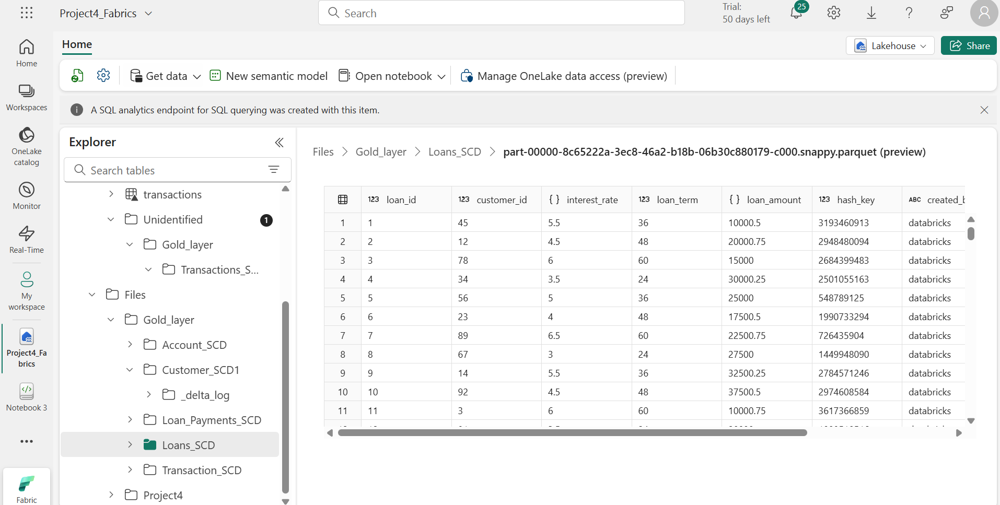 Project4_Fabrics
Search
Trial:
50 days left
25
Home
Workspaces
OneLake
catalog
Monitor
Real-Time
My
workspace
Project4_Fa
brics
Notebook 3
Fabric
Home
Lakehouse
Share
Get data
New semantic model
Open notebook
Manage OneLake data access (preview)
A SQL analytics endpoint for SQL querying was created with this item.
Explorer
Search tables
transactions
Unidentified 1
Gold_layer
Transactions_S...
Files
Gold_layer
Account_SCD
Customer_SCD1
_delta_log
Loan_Payments_SCD
Loans_SCD
Transaction_SCD
Project4
Files > Gold_layer > Loans_SCD > part-00000-8c65222a-3ec8-46a2-b18b-06b30c880179-c000.snappy.parquet (preview)
123 loan_id 123 customer_id { } interest_rate 123 loan_term { } loan_amount 123 hash_key ABC created_b
1 1 45 5.5 36 10000.5 3193460913 databricks
2 2 12 4.5 48 20000.75 2948480094 databricks
3 3 78 6 60 15000 2684399483 databricks
4 4 34 3.5 24 30000.25 2501055163 databricks
5 5 56 5 36 25000 548789125 databricks
6 6 23 4 48 17500.5 1990733294 databricks
7 7 89 6.5 60 22500.75 726435904 databricks
8 8 67 3 24 27500 1449948090 databricks
9 9 14 5.5 36 32500.25 2784571246 databricks
10 10 92 4.5 48 37500.5 2974608584 databricks
11 11 3 6 60 10000.75 3617366859 databricks